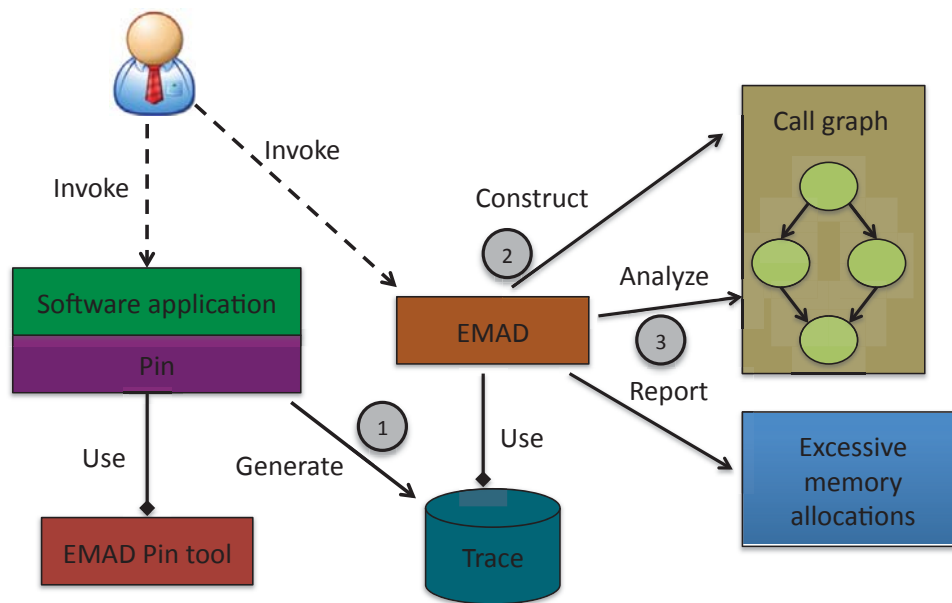 Invoke
Invoke
Software application
Pin
Use
EMAD Pin tool
1
Generate
EMAD
Use
Trace
Construct
2
Analyze
3
Report
Call graph
Excessive
memory
allocations